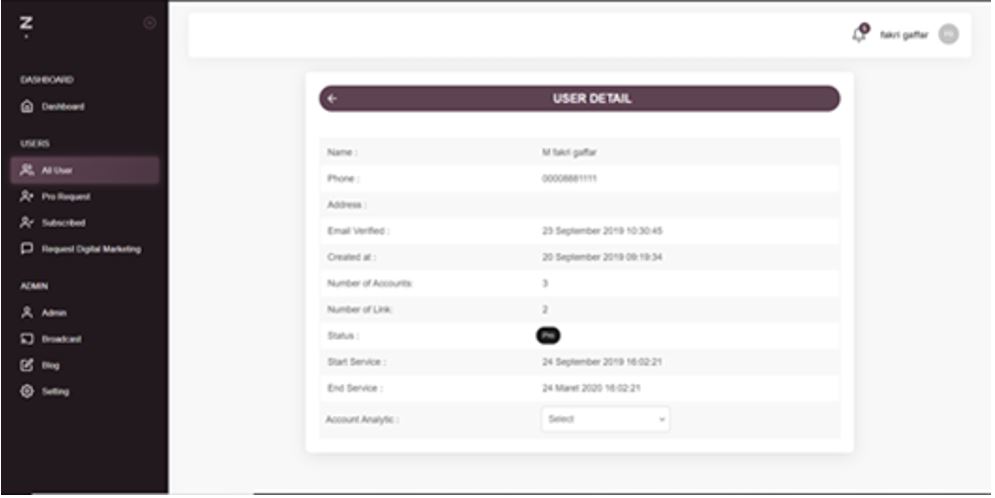 Z
fakri gaffar
DASHBOARD
Dashboard
USERS
All User
Pro Request
Subscribed
Request Digital Marketing
ADMIN
Admin
Broadcast
Blog
Setting
USER DETAIL
Name : M fakri gaffar
Phone : 00008881111
Address :
Email Verified : 23 September 2019 10:30:45
Created at : 20 September 2019 09:19:34
Number of Accounts: 3
Number of Link: 2
Status : Pro
Start Service : 24 September 2019 16:02:21
End Service : 24 Maret 2020 16:02:21
Account Analytic : Select